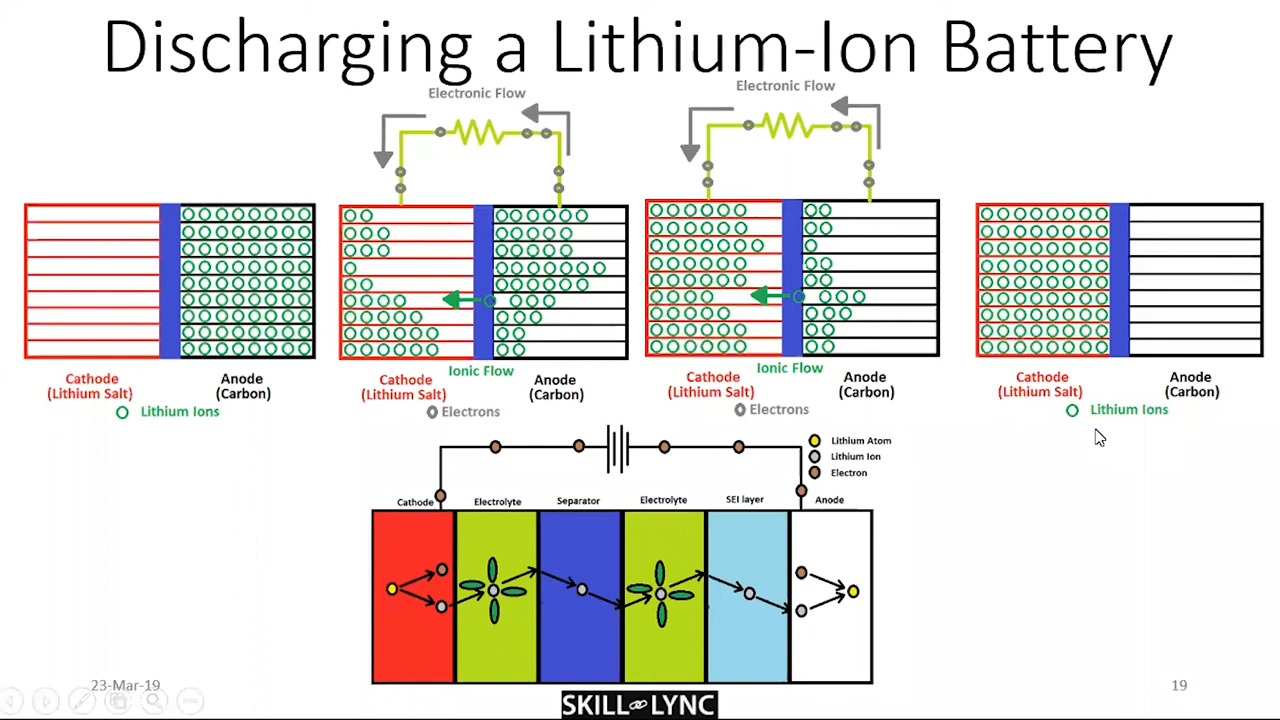 Discharging a Lithium-Ion Battery
Electronic Flow
Electronic Flow
Cathode
(Lithium Salt)
Anode
(Carbon)
Lithium Ions
Ionic Flow
Cathode
(Lithium Salt)
Anode
(Carbon)
Electrons
Ionic Flow
Cathode
(Lithium Salt)
Anode
(Carbon)
Electrons
Cathode
(Lithium Salt)
Anode
(Carbon)
Lithium Ions
Lithium Atom
Lithium Ion
Electron
Cathode
Electrolyte
Separator
Electrolyte
SEI layer
Anode
23-Mar-19
19
SKILL LYNC